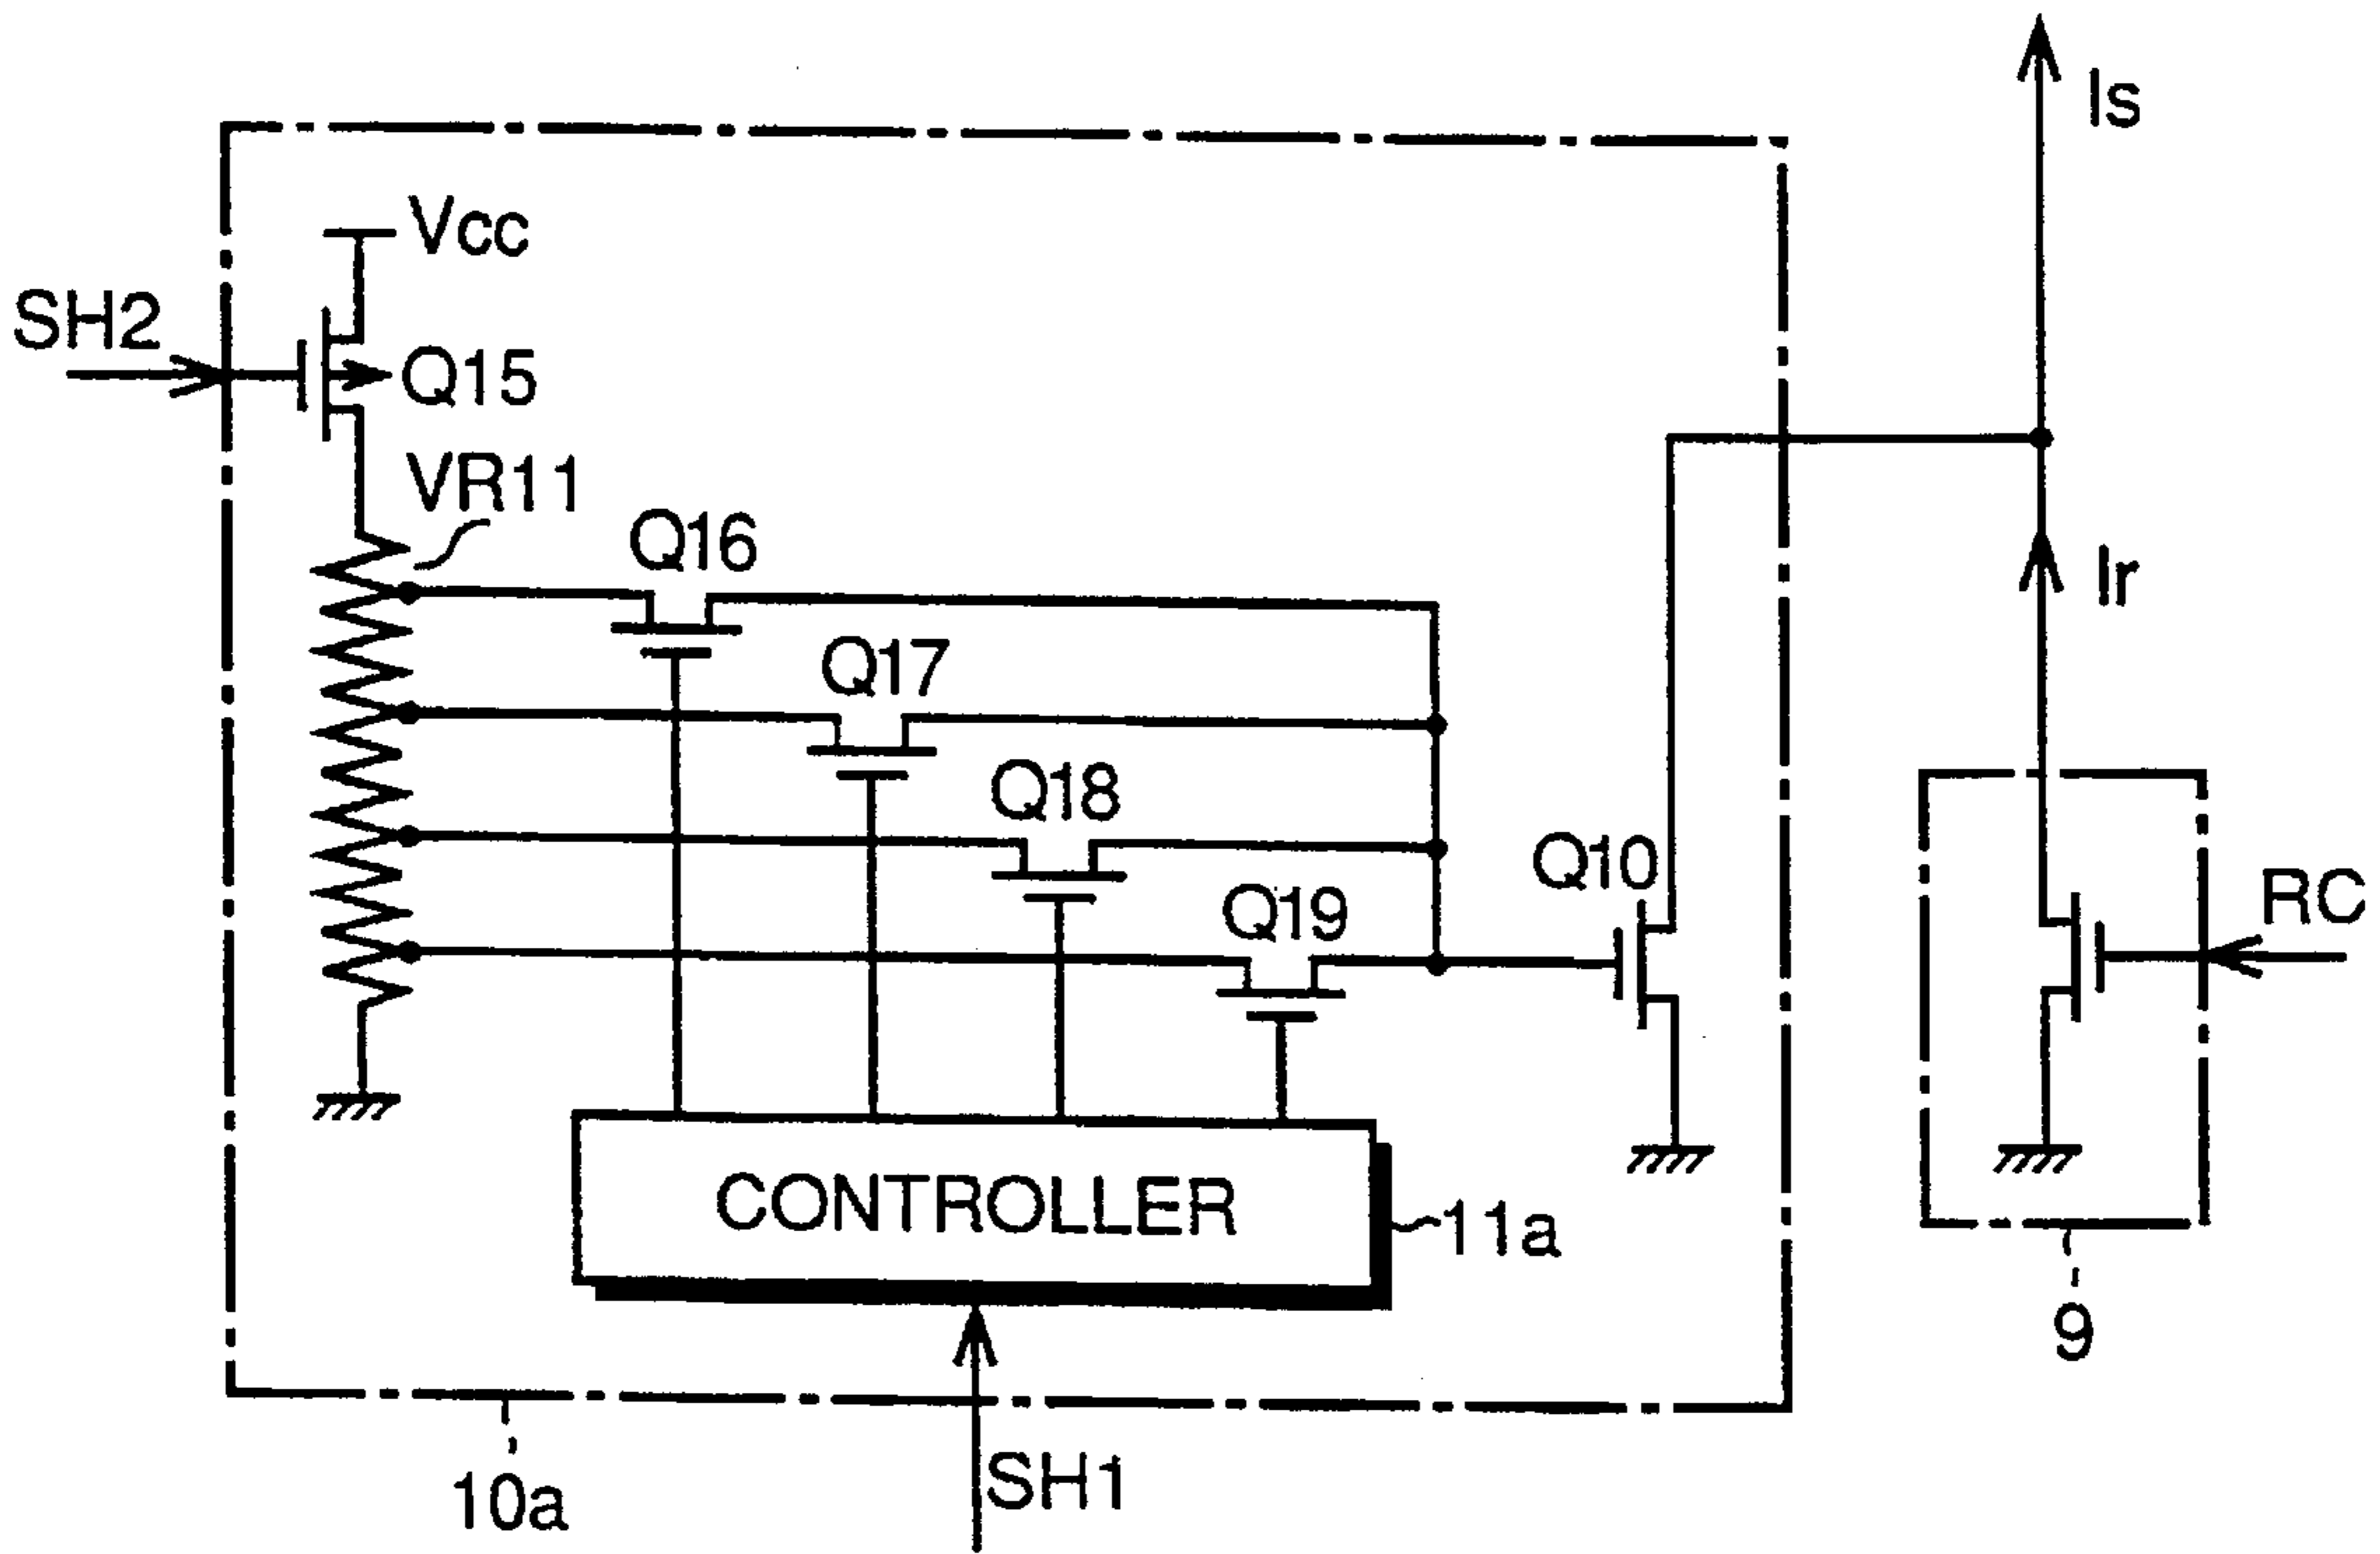 Is
Vcc
SH2
Q15
VR11
Q16
Ir
Q17
Q18
Q10
RC
Q19
CONTROLLER
11a
9
SH1
10a